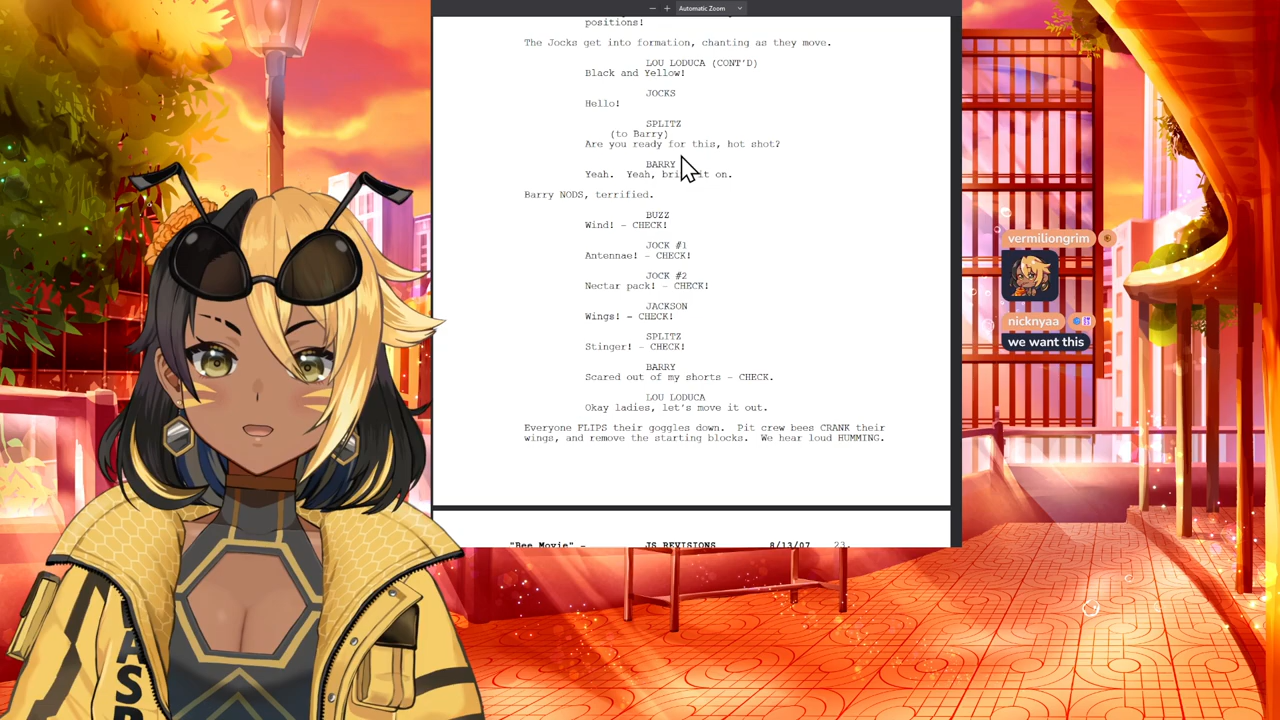 Automatic Zoom
positions!
The Jocks get into formation, chanting as they move.
LOU LODUCA (CONT'D)
Black and Yellow!
JOCKS
Hello!
SPLITZ
(to Barry)
Are you ready for this, hot shot?
BARRY
Yeah. Yeah, bri it on.
Barry NODS, terrified.
BUZZ
Wind! - CHECK!
JOCK #1
Antennae! - CHECK!
JOCK #2
Nectar pack! - CHECK!
JACKSON
Wings! - CHECK!
SPLITZ
Stinger! - CHECK!
BARRY
Scared out of my shorts - CHECK.
LOU LODUCA
Okay ladies, let's move it out.
Everyone FLIPS their goggles down. Pit crew bees CRANK their
wings, and remove the starting blocks. We hear loud HUMMING.
"Bee Movie" - JS REVISIONS 8/13/07 23.
vermiliongrim
nicknyaa
we want this